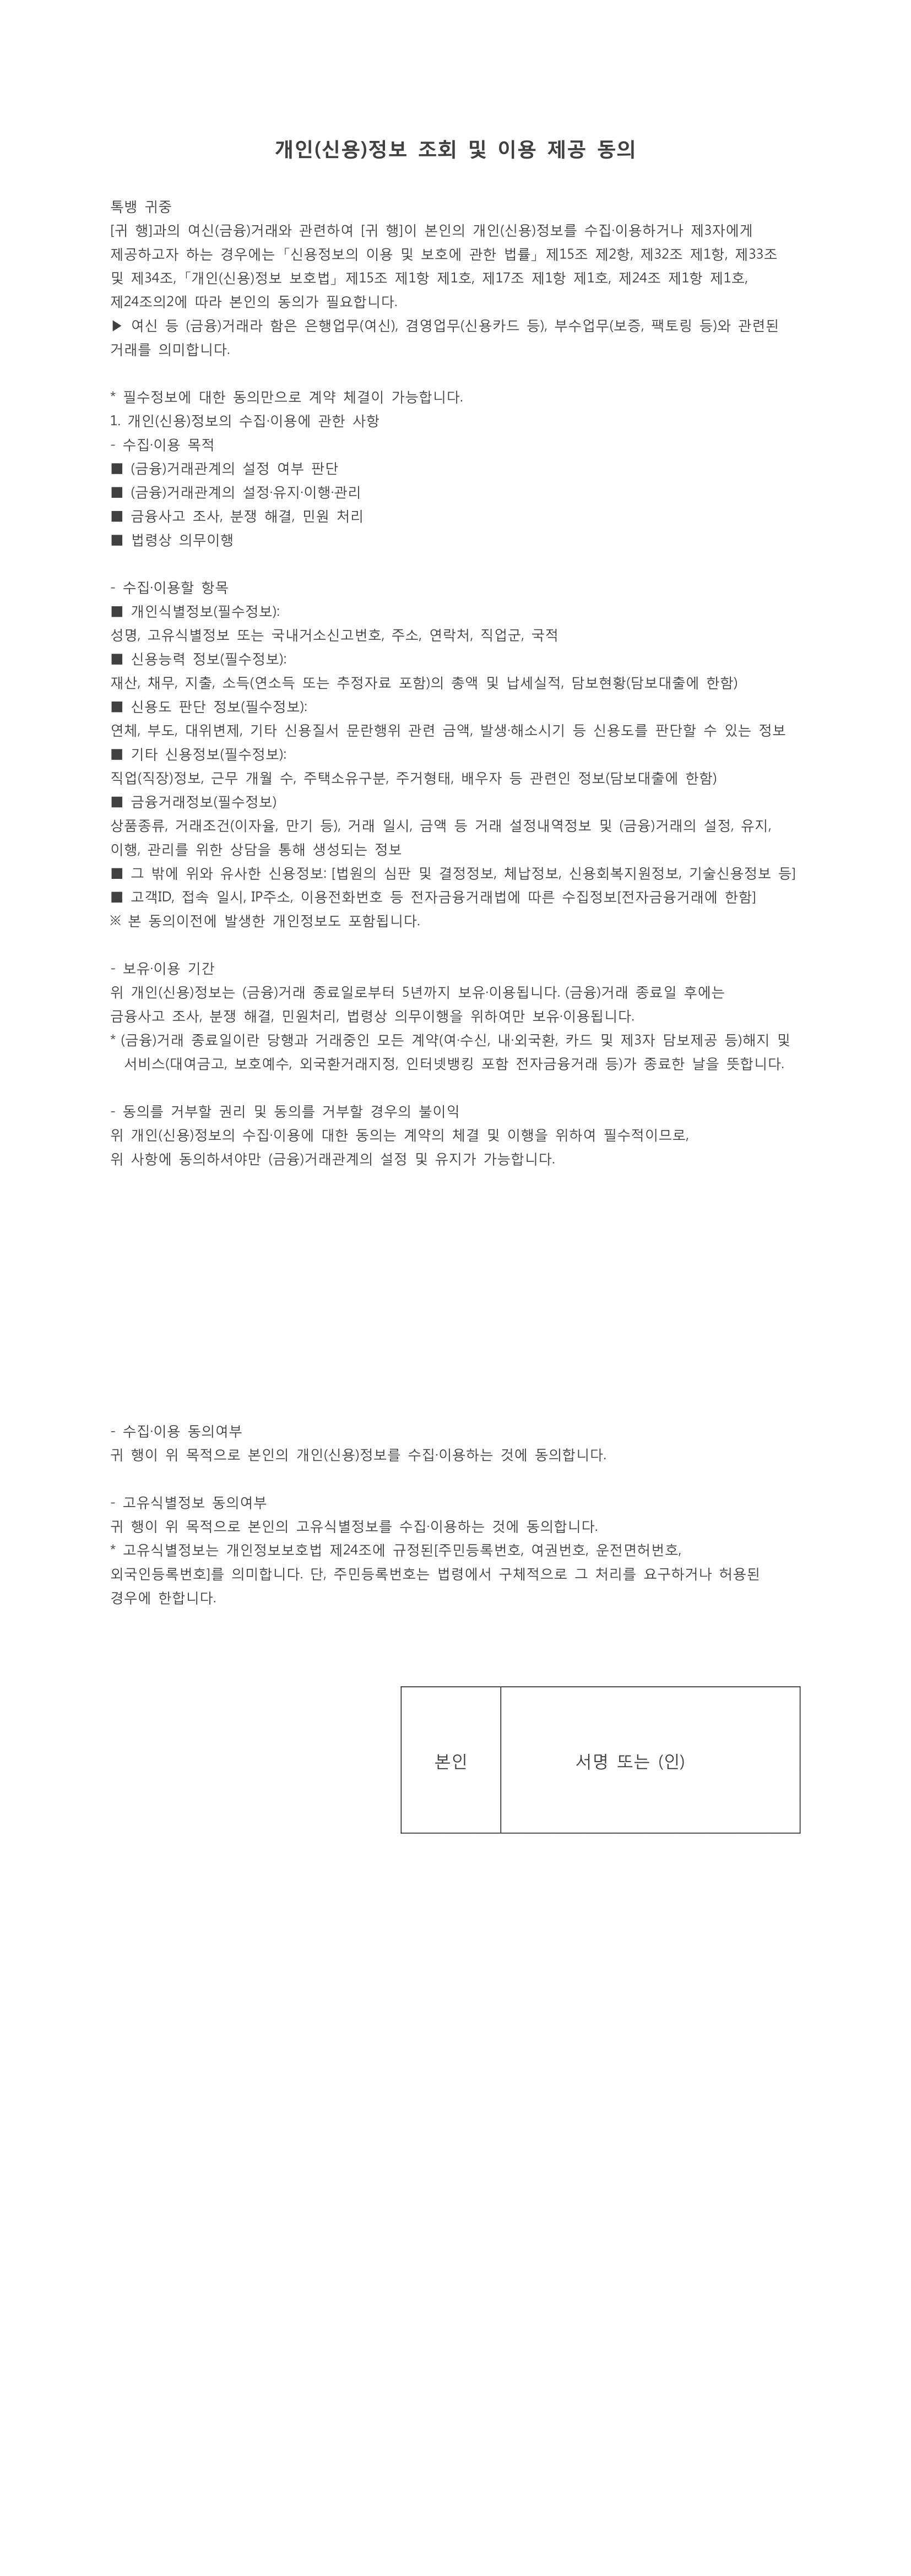 개인(신용)정보 조회 및 이용 제공 동의
톡뱅 귀중
[귀 행]과의 여신(금융)거래와 관련하여 [귀 행]이 본인의 개인(신용)정보를 수집·이용하거나 제3자에게
제공하고자 하는 경우에는「신용정보의 이용 및 보호에 관한 법률」제15조 제2항, 제32조 제1항, 제33조
및 제34조,「개인(신용)정보 보호법」제15조 제1항 제1호, 제17조 제1항 제1호, 제24조 제1항 제1호,
제24조의2에 따라 본인의 동의가 필요합니다.
▶ 여신 등 (금융)거래라 함은 은행업무(여신), 겸영업무(신용카드 등), 부수업무(보증, 팩토링 등)와 관련된
거래를 의미합니다.
* 필수정보에 대한 동의만으로 계약 체결이 가능합니다.
1. 개인(신용)정보의 수집·이용에 관한 사항
- 수집·이용 목적
■ (금융)거래관계의 설정 여부 판단
■ (금융)거래관계의 설정·유지·이행·관리
■ 금융사고 조사, 분쟁 해결, 민원 처리
■ 법령상 의무이행
- 수집·이용할 항목
■ 개인식별정보(필수정보):
성명, 고유식별정보 또는 국내거소신고번호, 주소, 연락처, 직업군, 국적
■ 신용능력 정보(필수정보):
재산, 채무, 지출, 소득(연소득 또는 추정자료 포함)의 총액 및 납세실적, 담보현황(담보대출에 한함)
■ 신용도 판단 정보(필수정보):
연체, 부도, 대위변제, 기타 신용질서 문란행위 관련 금액, 발생·해소시기 등 신용도를 판단할 수 있는 정보
■ 기타 신용정보(필수정보):
직업(직장)정보, 근무 개월 수, 주택소유구분, 주거형태, 배우자 등 관련인 정보(담보대출에 한함)
■ 금융거래정보(필수정보)
상품종류, 거래조건(이자율, 만기 등), 거래 일시, 금액 등 거래 설정내역정보 및 (금융)거래의 설정, 유지,
이행, 관리를 위한 상담을 통해 생성되는 정보
■ 그 밖에 위와 유사한 신용정보: [법원의 심판 및 결정정보, 체납정보, 신용회복지원정보, 기술신용정보 등]
■ 고객ID, 접속 일시, IP주소, 이용전화번호 등 전자금융거래법에 따른 수집정보[전자금융거래에 한함]
※ 본 동의이전에 발생한 개인정보도 포함됩니다.
- 보유·이용 기간
위 개인(신용)정보는 (금융)거래 종료일로부터 5년까지 보유·이용됩니다. (금융)거래 종료일 후에는
금융사고 조사, 분쟁 해결, 민원처리, 법령상 의무이행을 위하여만 보유·이용됩니다.
* (금융)거래 종료일이란 당행과 거래중인 모든 계약(여·수신, 내·외국환, 카드 및 제3자 담보제공 등)해지 및
서비스(대여금고, 보호예수, 외국환거래지정, 인터넷뱅킹 포함 전자금융거래 등)가 종료한 날을 뜻합니다.
- 동의를 거부할 권리 및 동의를 거부할 경우의 불이익
위 개인(신용)정보의 수집·이용에 대한 동의는 계약의 체결 및 이행을 위하여 필수적이므로,
위 사항에 동의하셔야만 (금융)거래관계의 설정 및 유지가 가능합니다.
- 수집·이용 동의여부
귀 행이 위 목적으로 본인의 개인(신용)정보를 수집·이용하는 것에 동의합니다.
- 고유식별정보 동의여부
귀 행이 위 목적으로 본인의 고유식별정보를 수집·이용하는 것에 동의합니다.
* 고유식별정보는 개인정보보호법 제24조에 규정된[주민등록번호, 여권번호, 운전면허번호,
외국인등록번호]를 의미합니다. 단, 주민등록번호는 법령에서 구체적으로 그 처리를 요구하거나 허용된
경우에 한합니다.
본인 서명 또는 (인)